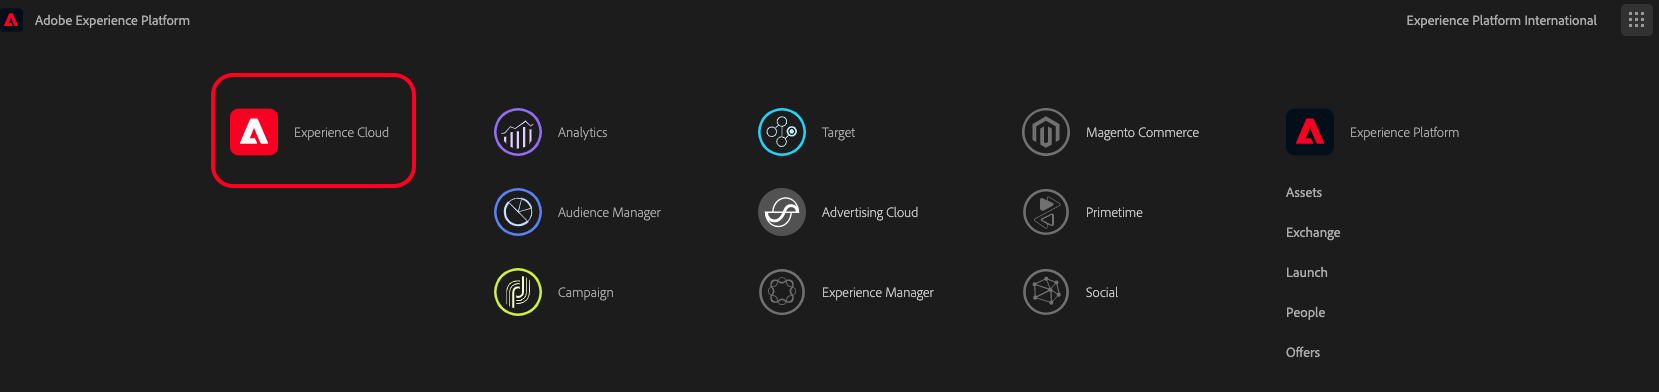 Adobe Experience Platform
Experience Platform International
Experience Cloud
Analytics
Target
Magento Commerce
Experience Platform
Audience Manager
Advertising Cloud
Primetime
Campaign
Experience Manager
Social
Assets
Exchange
Launch
People
Offers